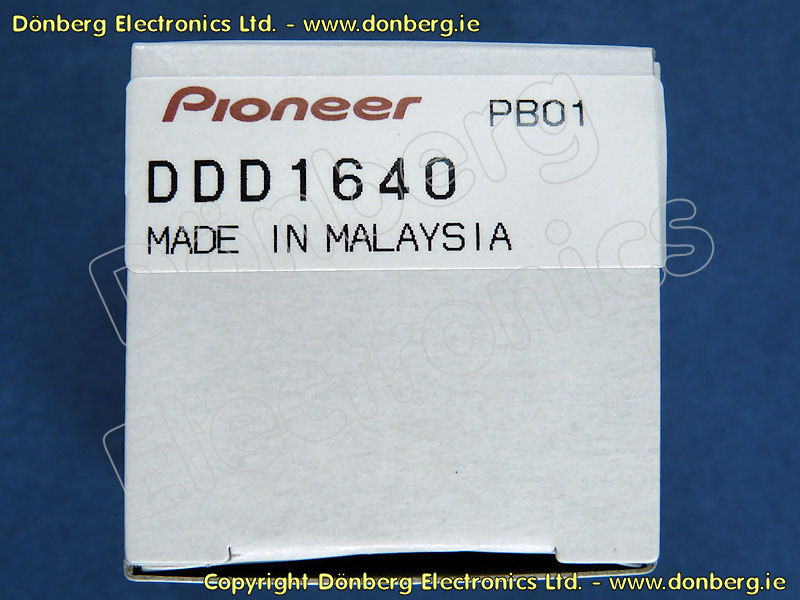 Dönberg Electronics Ltd. - www.donberg.ie
Pioneer PB01
DDD1640
MADE IN MALAYSIA
Dönberg
Electronics
Copyright Dönberg Electronics Ltd. - www.donberg.ie